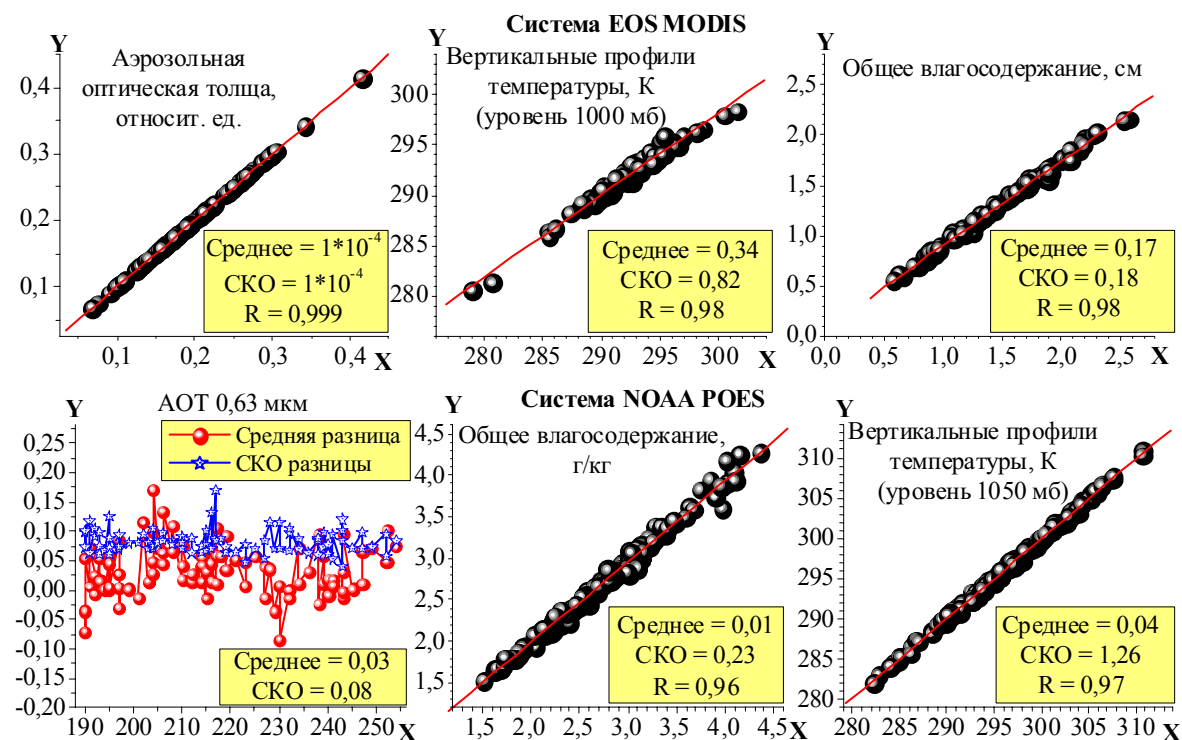 Система EOS MODIS
Y
Аэрозольная
оптическая толща,
относит. ед.
0,4
0,3
0,2
0,1
Среднее = 1*10-4
СКО = 1*10-4
R = 0,999
0,1 0,2 0,3 0,4 X
Y
Вертикальные профили
температуры, К
(уровень 1000 мб)
300
295
290
285
280
Среднее = 0,34
СКО = 0,82
R = 0,98
280 285 290 295 300 X
Y
Общее влагосодержание, см
2,5
2,0
1,5
1,0
0,5
0,0
Среднее = 0,17
СКО = 0,18
R = 0,98
0,0 0,5 1,0 1,5 2,0 2,5 X
Система NOAA POES
Y
АОТ 0,63 мкм
Средняя разница
СКО разницы
0,25
0,20
0,15
0,10
0,05
0,00
-0,05
-0,10
-0,15
-0,20
Среднее = 0,03
СКО = 0,08
190 200 210 220 230 240 250 X
Y
Общее влагосодержание,
г/кг
4,5
4,0
3,5
3,0
2,5
2,0
1,5
Среднее = 0,01
СКО = 0,23
R = 0,96
1,5 2,0 2,5 3,0 3,5 4,0 4,5 X
Y
Вертикальные профили
температуры, К
(уровень 1050 мб)
310
305
300
295
290
285
280
Среднее = 0,04
СКО = 1,26
R = 0,97
280 285 290 295 300 305 310 X